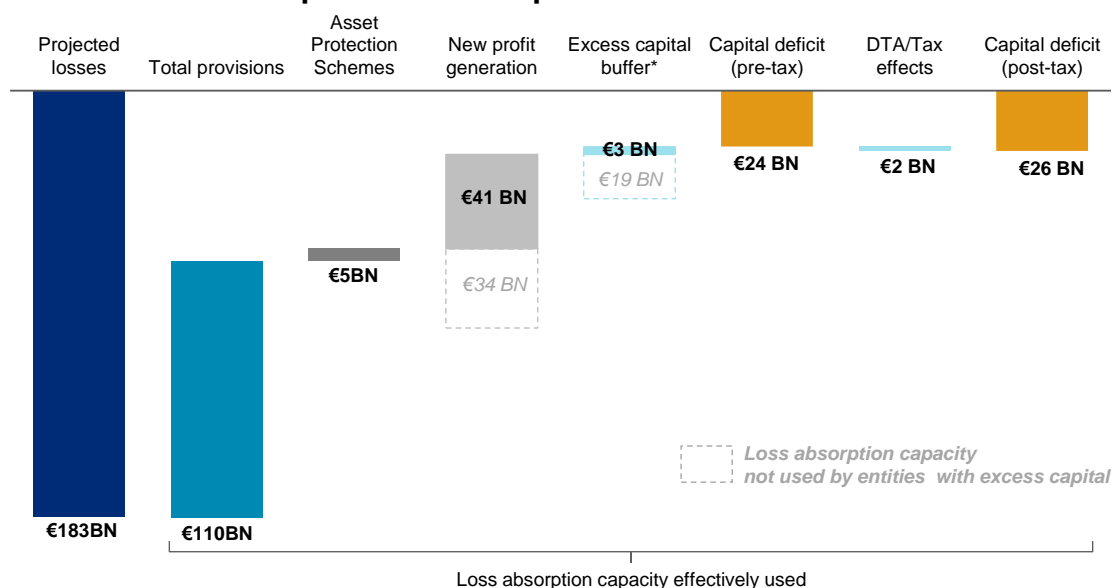 Projected
losses
Total provisions
Asset
Protection
Schemes
New profit
generation
Excess capital
buffer*
Capital deficit
(pre-tax)
DTA/Tax
effects
Capital deficit
(post-tax)
€183BN
€110BN
€5BN
€41 BN
€34 BN
€3 BN
€19 BN
€24 BN
€2 BN
€26 BN
Loss absorption capacity
not used by entities with excess capital
Loss absorption capacity effectively used